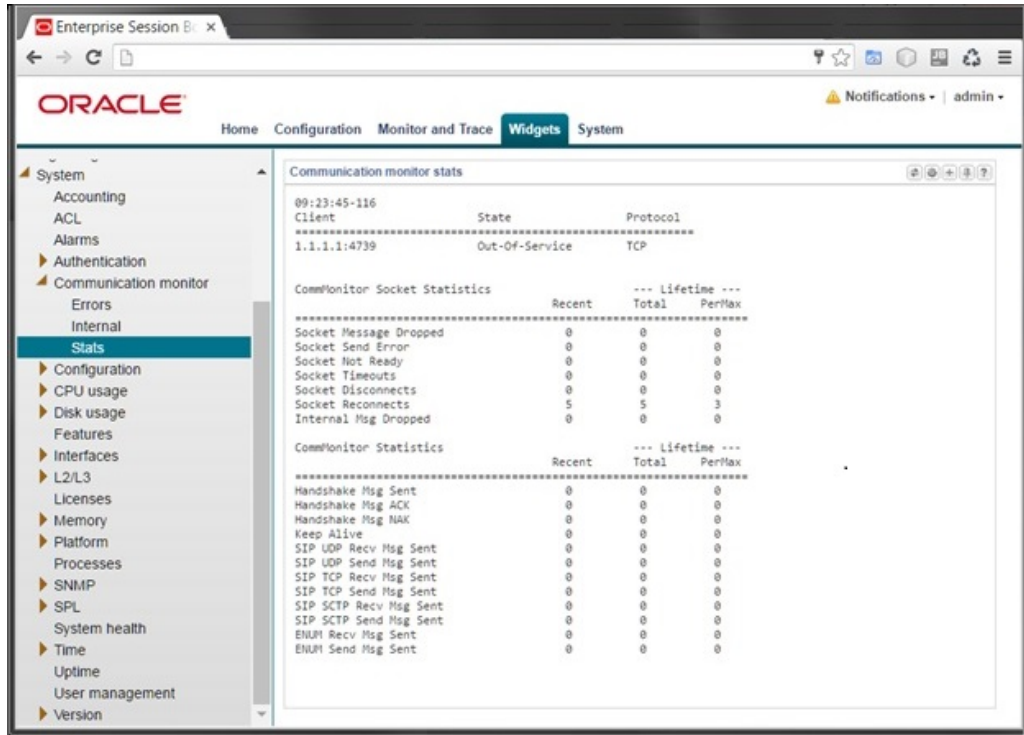 Enterprise Session Bo
ORACLE
Notifications | admin
Home Configuration Monitor and Trace Widgets System
System
Accounting
ACL
Alarms
Authentication
Communication monitor
Errors
Internal
Stats
Configuration
CPU usage
Disk usage
Features
Interfaces
L2/L3
Licenses
Memory
Platform
Processes
SNMP
SPL
System health
Time
Uptime
User management
Version
Communication monitor stats
09:23:45-116
Client State Protocol
1.1.1.1:4739 Out-Of-Service TCP
CommMonitor Socket Statistics --- Lifetime ---
Recent Total PerMax
Socket Message Dropped 0 0 0
Socket Send Error 0 0 0
Socket Not Ready 0 0 0
Socket Timeouts 0 0 0
Socket Disconnects 0 0 0
Socket Reconnects 5 5 3
Internal Msg Dropped 0 0 0
CommMonitor Statistics --- Lifetime ---
Recent Total PerMax
Handshake Msg Sent 0 0 0
Handshake Msg ACK 0 0 0
Handshake Msg NAK 0 0 0
Keep Alive 0 0 0
SIP UDP Recv Msg Sent 0 0 0
SIP UDP Send Msg Sent 0 0 0
SIP TCP Recv Msg Sent 0 0 0
SIP TCP Send Msg Sent 0 0 0
SIP SCTP Recv Msg Sent 0 0 0
SIP SCTP Send Msg Sent 0 0 0
ENUM Recv Msg Sent 0 0 0
ENUM Send Msg Sent 0 0 0